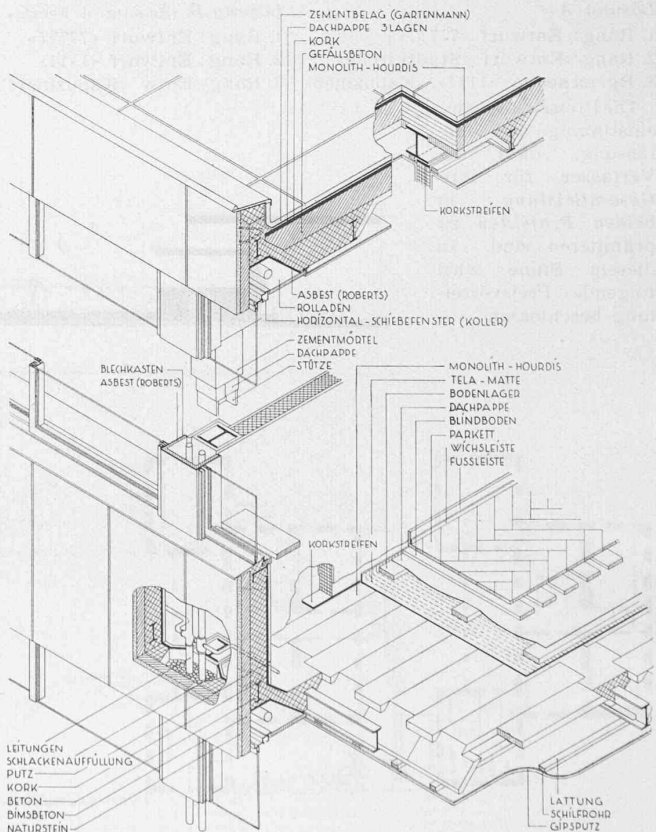 ZEMENTBELAG (GARTENMANN)
DACHPAPPE 3 LAGEN
KORK
GEFÄLLSBETON
MONOLITH-HOURDIS
KORKSTREIFEN
ASBEST (ROBERTS)
ROLLADEN
HORIZONTAL-SCHIEBEFENSTER (KOLLER)
ZEMENTMÖRTEL
DACHPAPPE
STÜTZE
BLECHKASTEN
ASBEST (ROBERTS)
MONOLITH-HOURDIS
TELA-MATTE
BODENLAGER
DACHPAPPE
BLINDBODEN
PARKETT
WICHSLEISTE
FUSSLEISTE
KORKSTREIFEN
LEITUNGEN
SCHLACKENAUFFÜLLUNG
PUTZ
KORK
BETON
BIMSBETON
NATURSTEIN
LATTUNG
SCHILFROHR
GIPSPUTZ